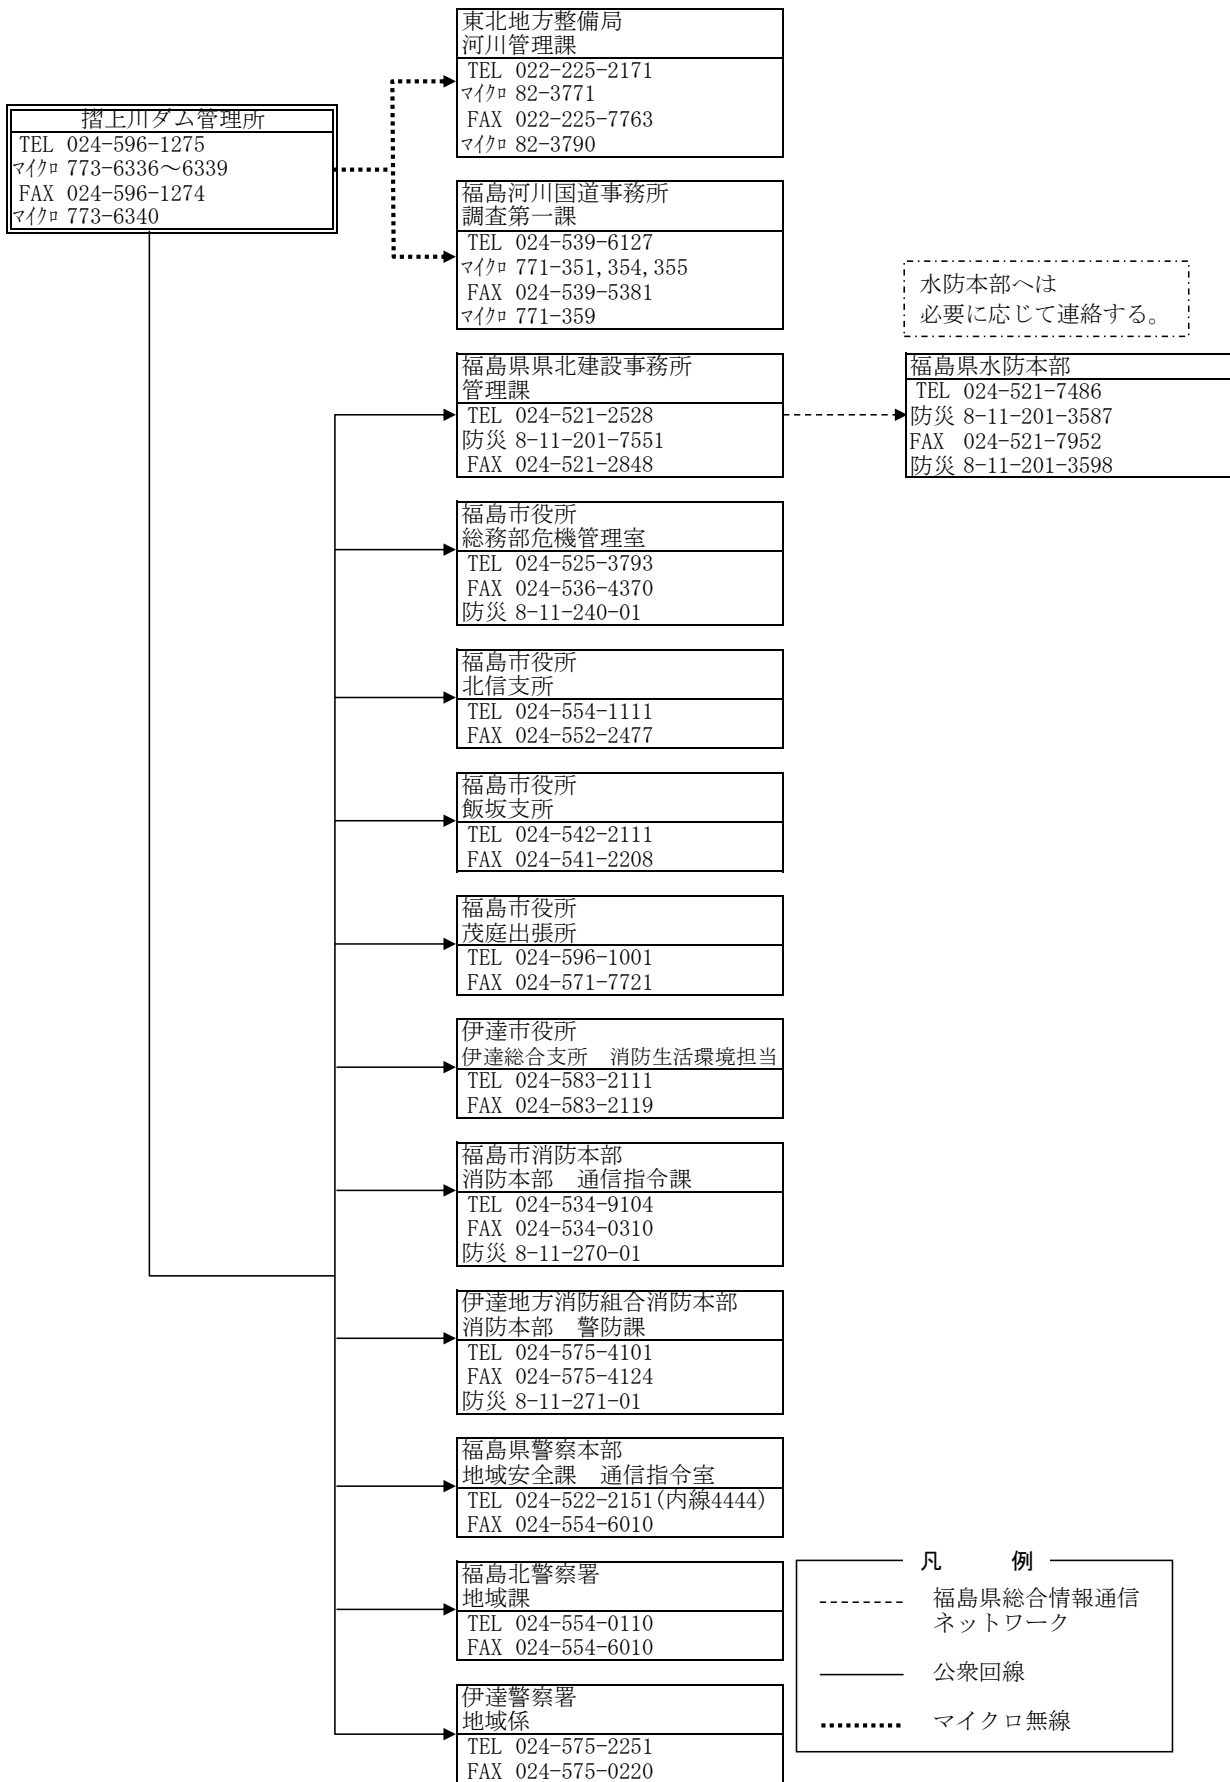 東北地方整備局
河川管理課
TEL 022-225-2171
ﾏｲｸﾛ 82-3771
FAX 022-225-7763
ﾏｲｸﾛ 82-3790
摺上川ダム管理所
TEL 024-596-1275
ﾏｲｸﾛ 773-6336～6339
FAX 024-596-1274
ﾏｲｸﾛ 773-6340
福島河川国道事務所
調査第一課
TEL 024-539-6127
ﾏｲｸﾛ 771-351,354,355
FAX 024-539-5381
ﾏｲｸﾛ 771-359
水防本部へは
必要に応じて連絡する。
福島県県北建設事務所
管理課
TEL 024-521-2528
防災 8-11-201-7551
FAX 024-521-2848
福島県水防本部
TEL 024-521-7486
防災 8-11-201-3587
FAX 024-521-7952
防災 8-11-201-3598
福島市役所
総務部危機管理室
TEL 024-525-3793
FAX 024-536-4370
防災 8-11-240-01
福島市役所
北信支所
TEL 024-554-1111
FAX 024-552-2477
福島市役所
飯坂支所
TEL 024-542-2111
FAX 024-541-2208
福島市役所
茂庭出張所
TEL 024-596-1001
FAX 024-571-7721
伊達市役所
伊達総合支所　消防生活環境担当
TEL 024-583-2111
FAX 024-583-2119
福島市消防本部
消防本部　通信指令課
TEL 024-534-9104
FAX 024-534-0310
防災 8-11-270-01
伊達地方消防組合消防本部
消防本部　警防課
TEL 024-575-4101
FAX 024-575-4124
防災 8-11-271-01
福島県警察本部
地域安全課　通信指令室
TEL 024-522-2151(内線4444)
FAX 024-554-6010
福島北警察署
地域課
TEL 024-554-0110
FAX 024-554-6010
伊達警察署
地域係
TEL 024-575-2251
FAX 024-575-0220
凡　例
福島県総合情報通信
ネットワーク
公衆回線
マイクロ無線